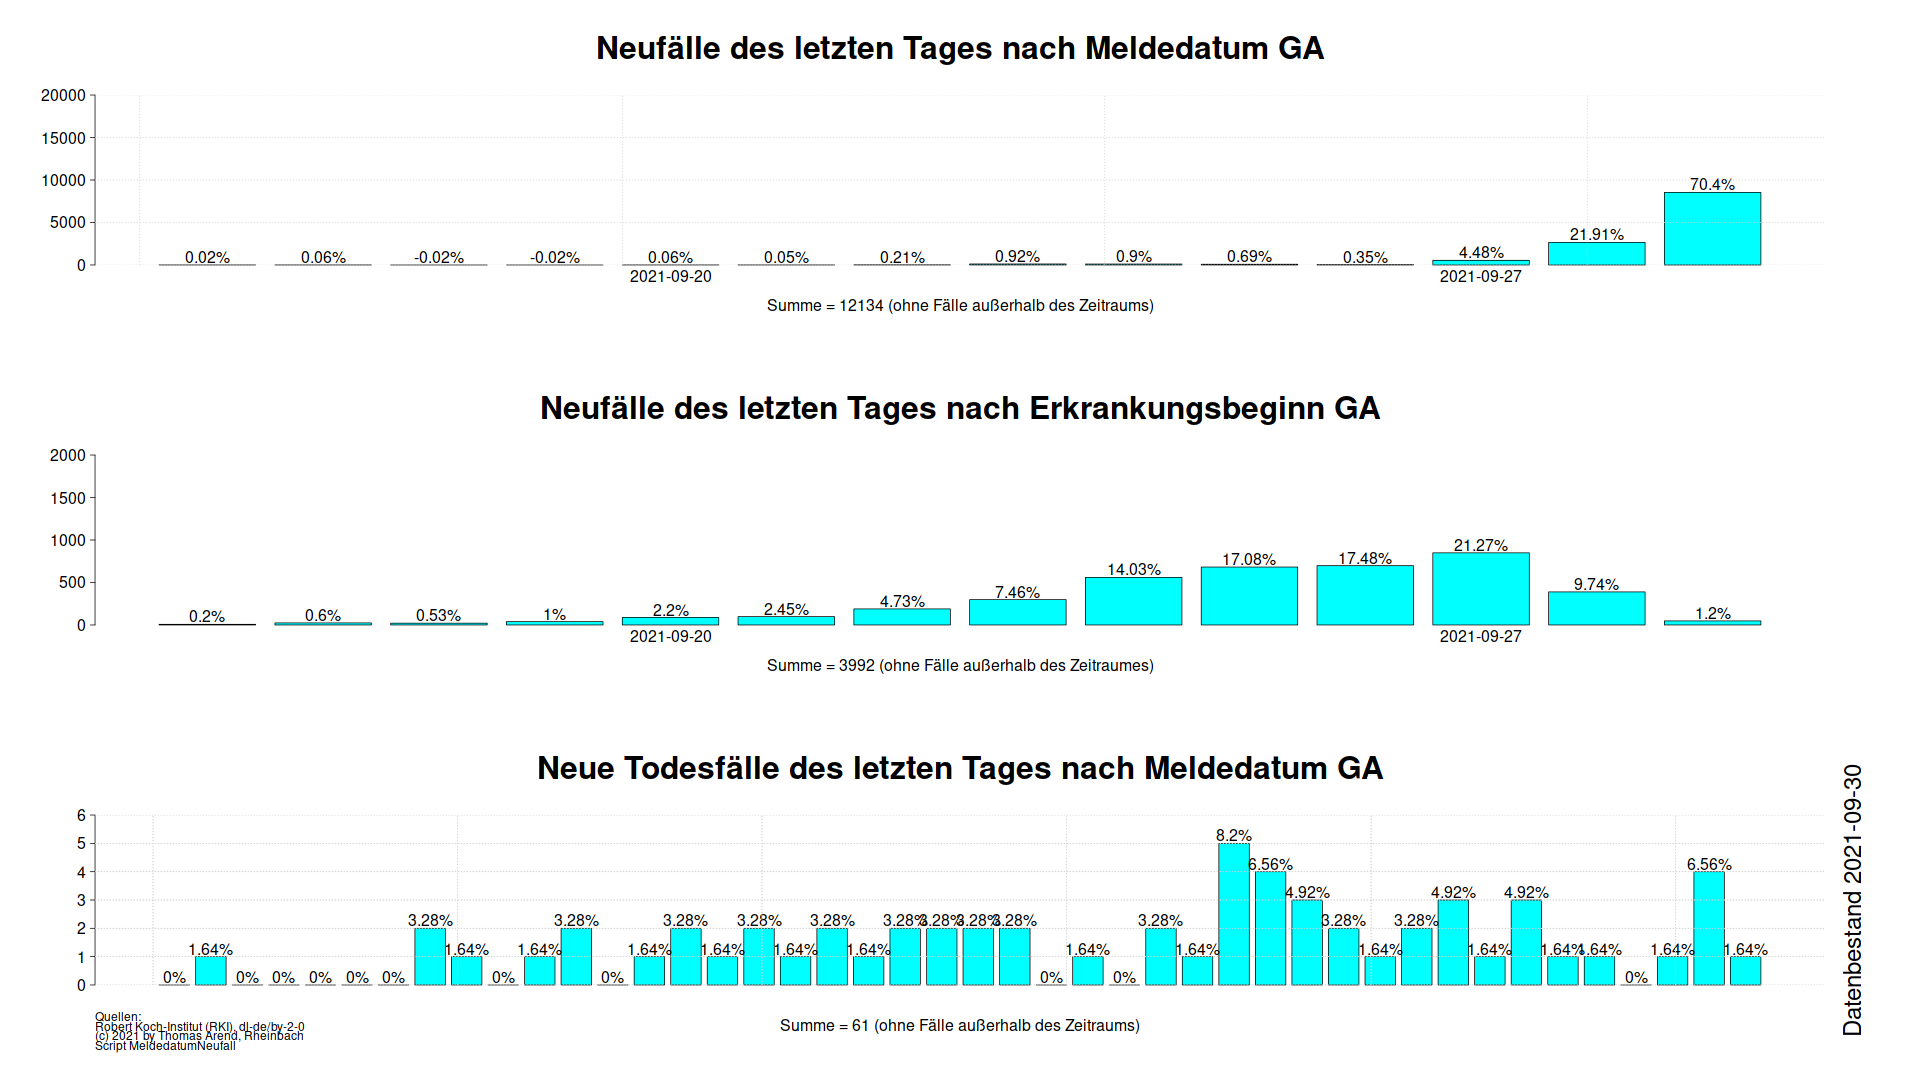 Neufälle des letzten Tages nach Meldedatum GA
20000
15000
10000
5000
0
0.02% 0.06% -0.02% -0.02% 0.06% 0.05% 0.21% 0.92% 0.9% 0.69% 0.35% 4.48% 21.91% 70.4%
2021-09-20 2021-09-27
Summe = 12134 (ohne Fälle außerhalb des Zeitraums)
Neufälle des letzten Tages nach Erkrankungsbeginn GA
2000
1500
1000
500
0
0.2% 0.6% 0.53% 1% 2.2% 2.45% 4.73% 7.46% 14.03% 17.08% 17.48% 21.27% 9.74% 1.2%
2021-09-20 2021-09-27
Summe = 3992 (ohne Fälle außerhalb des Zeitraumes)
Neue Todesfälle des letzten Tages nach Meldedatum GA
6
5
4
3
2
1
0
0% 1.64% 0% 0% 0% 0% 0% 3.28% 1.64% 0% 1.64% 3.28% 0% 1.64% 3.28% 1.64% 3.28% 1.64% 3.28% 1.64% 3.28% 3.28% 3.28% 3.28% 0% 1.64% 0% 3.28% 1.64% 8.2% 6.56% 4.92% 3.28% 1.64% 3.28% 4.92% 1.64% 4.92% 1.64% 1.64% 0% 1.64% 6.56% 1.64%
Summe = 61 (ohne Fälle außerhalb des Zeitraums)
Quellen:
Robert Koch-Institut (RKI), dl-de/by-2-0
(c) 2021 by Thomas Arend, Rheinbach
Script MeldedatumNeufall
Datenbestand 2021-09-30